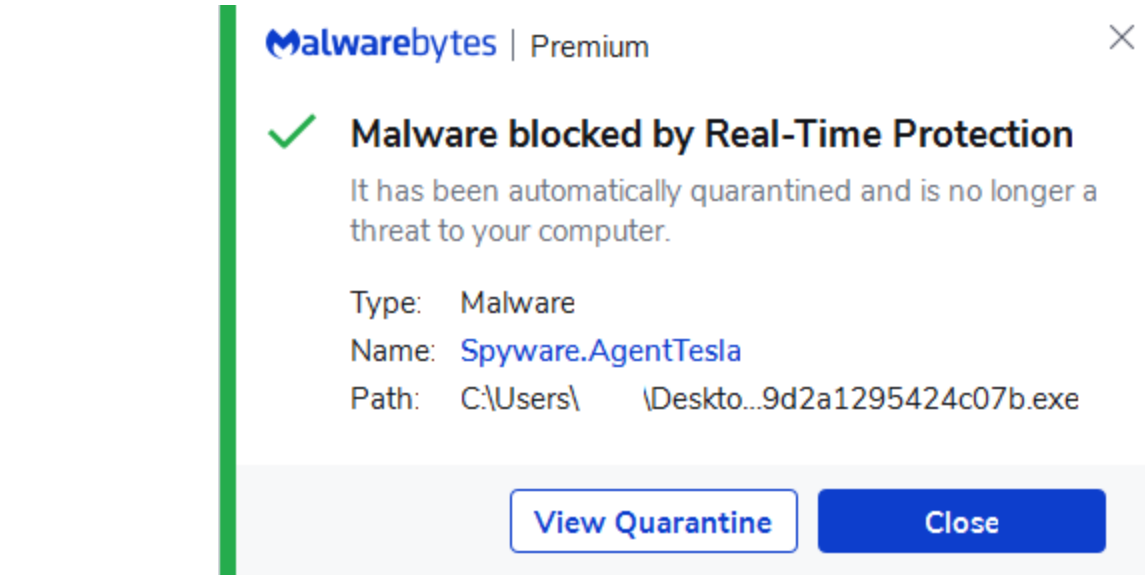 Malwarebytes | Premium
Malware blocked by Real-Time Protection
It has been automatically quarantined and is no longer a
threat to your computer.
Type: Malware
Name: Spyware.AgentTesla
Path: C:\Users\ \Deskto...9d2a1295424c07b.exe
View Quarantine Close